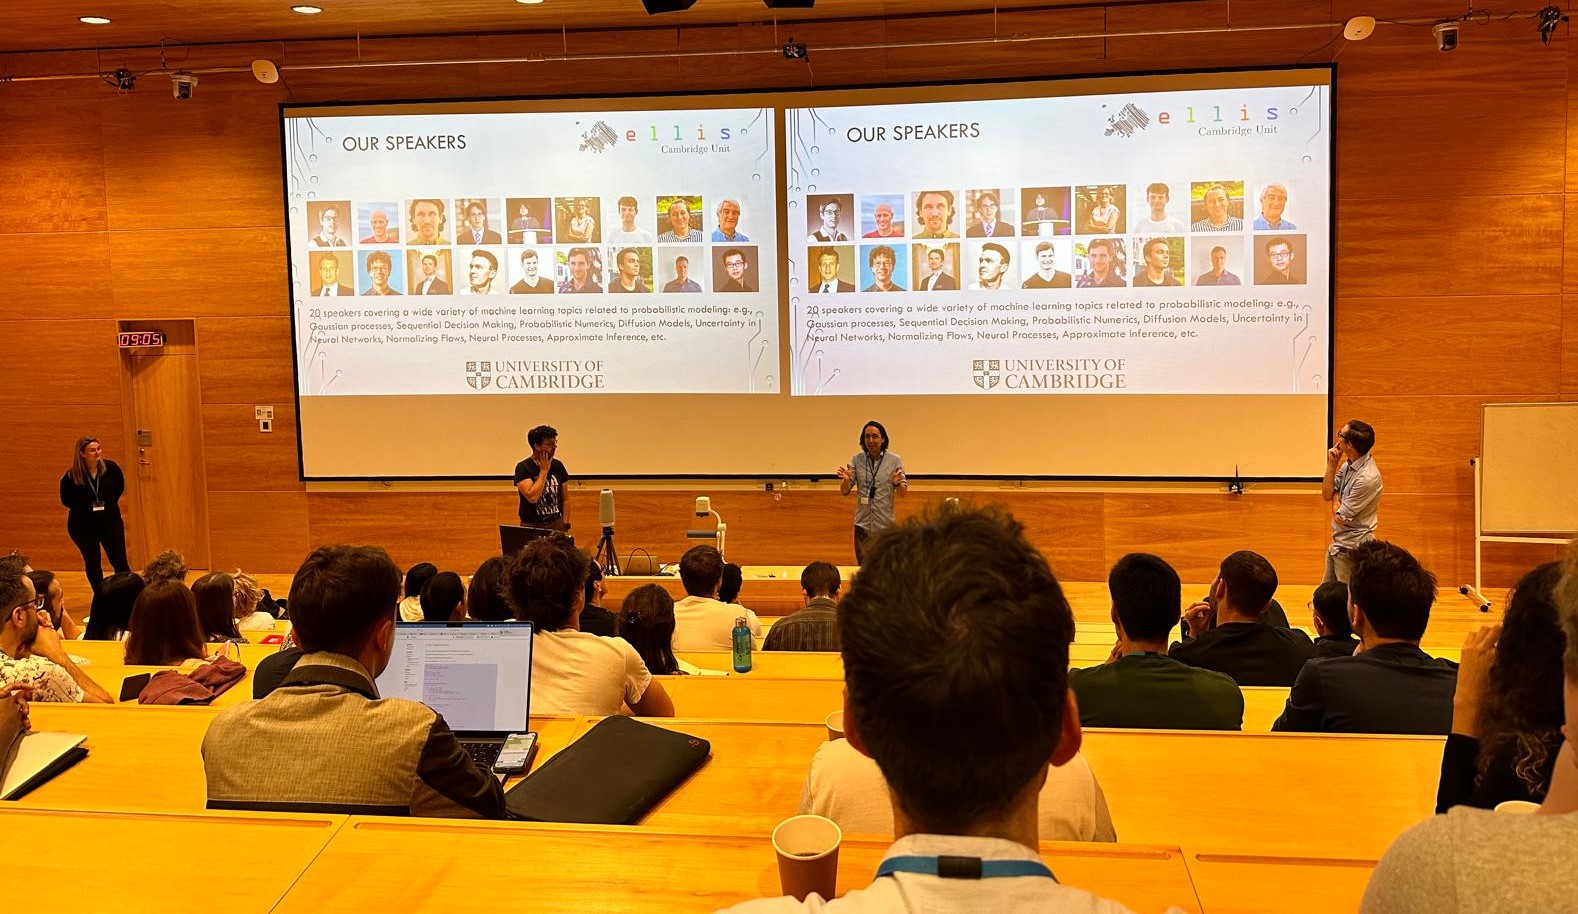 OUR SPEAKERS
ellis
Cambridge Unit
20 speakers covering a wide variety of machine learning topics related to probabilistic modeling: e.g.,
Gaussian processes, Sequential Decision Making, Probabilistic Numerics, Diffusion Models, Uncertainty in
Neural Networks, Normalizing Flows, Neural Processes, Approximate Inference, etc.
UNIVERSITY OF
CAMBRIDGE
OUR SPEAKERS
ellis
Cambridge Unit
20 speakers covering a wide variety of machine learning topics related to probabilistic modeling: e.g.,
Gaussian processes, Sequential Decision Making, Probabilistic Numerics, Diffusion Models, Uncertainty in
Neural Networks, Normalizing Flows, Neural Processes, Approximate Inference, etc.
UNIVERSITY OF
CAMBRIDGE
09:05